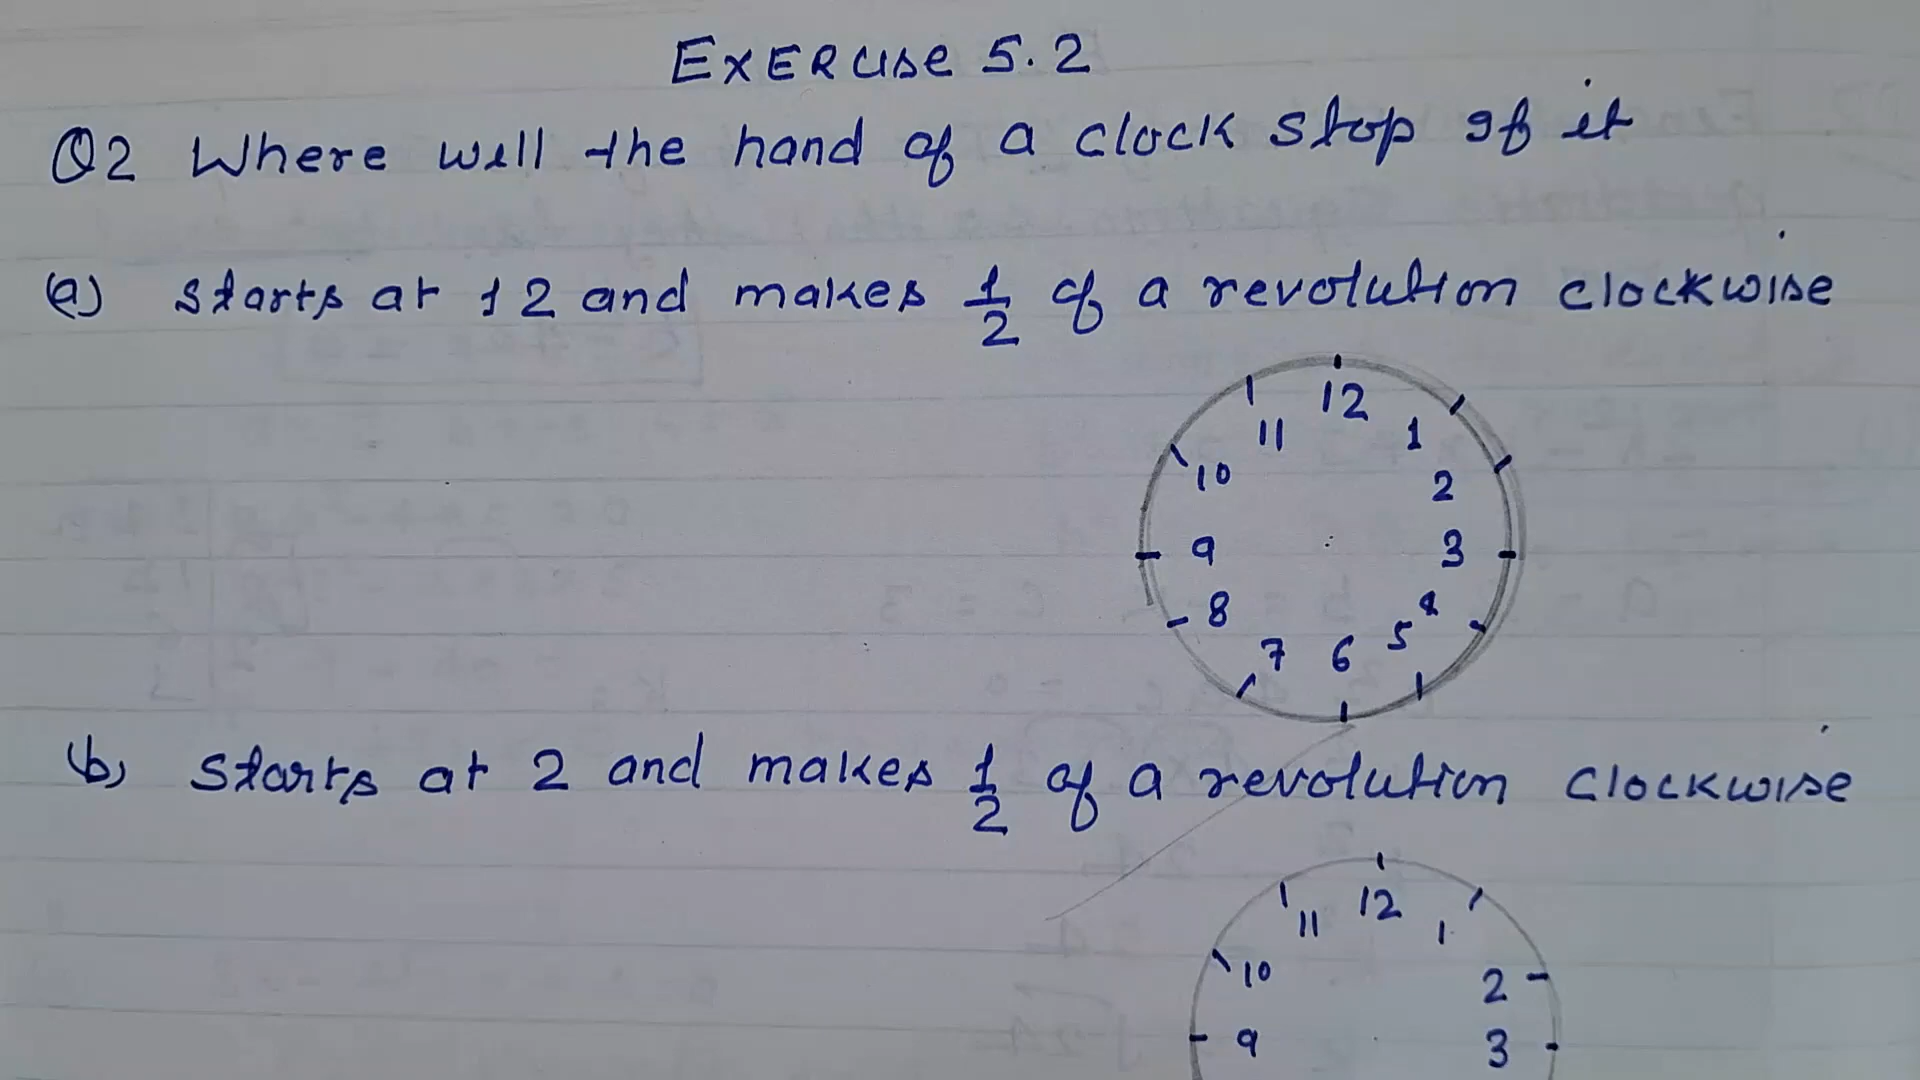 EXERCISE 5.2
Q2 Where will the hand of a clock stop If it
(a) starts at 12 and makes 1/2 of a revolution clockwise
12
11 1
10 2
9 3
8 4
7 6 5
(b) Starts at 2 and makes 1/2 of a revolution clockwise
12
11 1
10 2
9 3